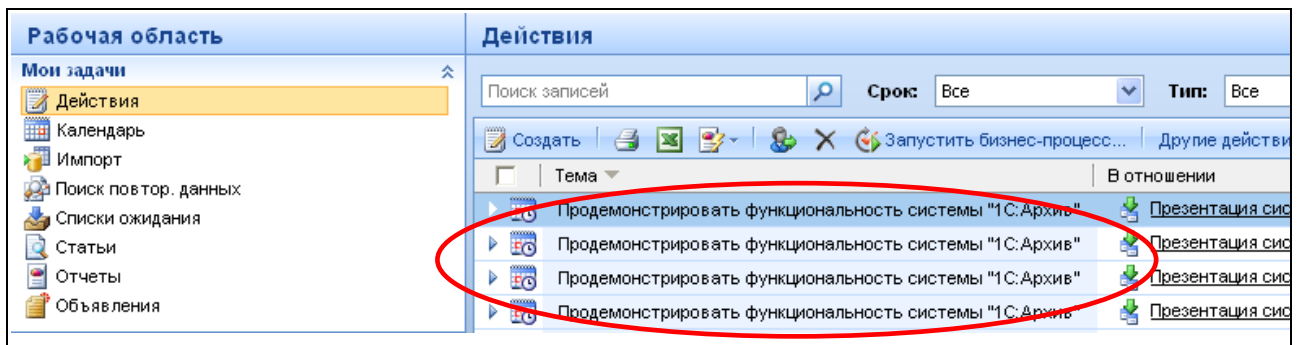 Рабочая область
Мои задачи
Действия
Календарь
Импорт
Поиск повтор. данных
Списки ожидания
Статьи
Отчеты
Объявления
Действия
Поиск записей Срок: Все Тип: Все
Создать Запустить бизнес-процесс... Другие действи
Тема В отношении
Продемонстрировать функциональность системы "1С:Архив" Презентация сис
Продемонстрировать функциональность системы "1С:Архив" Презентация сис
Продемонстрировать функциональность системы "1С:Архив" Презентация сис
Продемонстрировать функциональность системы "1С:Архив" Презентация сис